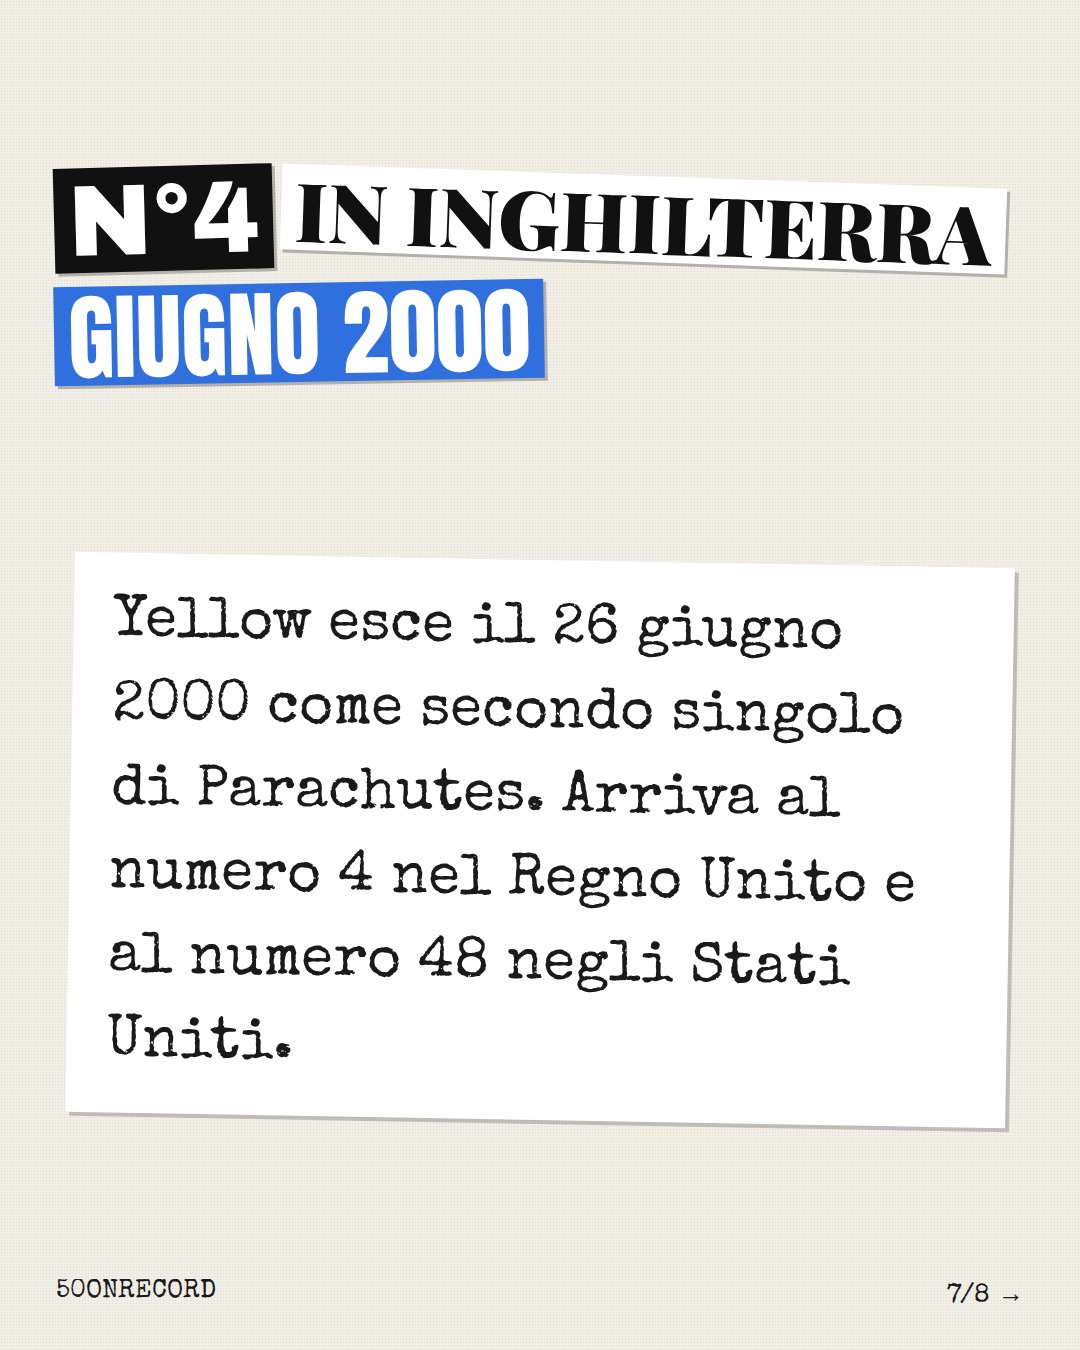 N°4 IN INGHILTERRA
GIUGNO 2000
Yellow esce il 26 giugno
2000 come secondo singolo
di Parachutes. Arriva al
numero 4 nel Regno Unito e
al numero 48 negli Stati
Uniti.
500NRECORD
7/8 →